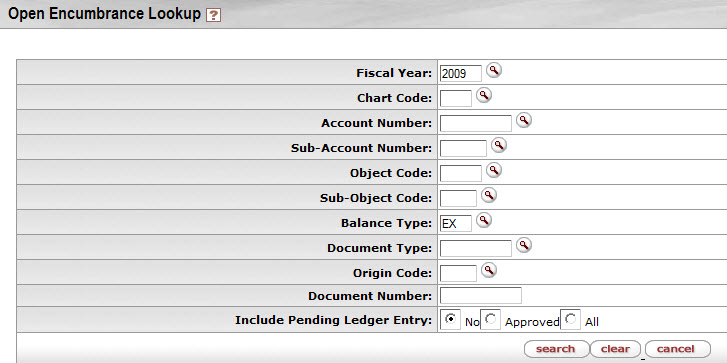 Open Encumbrance Lookup ?
Fiscal Year: 2009
Chart Code:
Account Number:
Sub-Account Number:
Object Code:
Sub-Object Code:
Balance Type: EX
Document Type:
Origin Code:
Document Number:
Include Pending Ledger Entry: No Approved All
search clear cancel